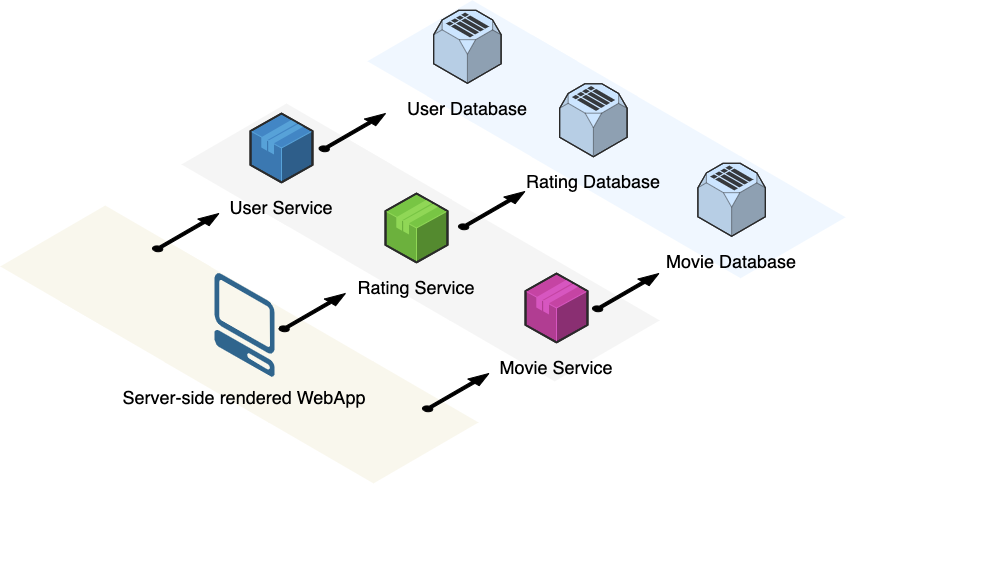 User Database
Rating Database
User Service
Movie Database
Rating Service
Movie Service
Server-side rendered WebApp